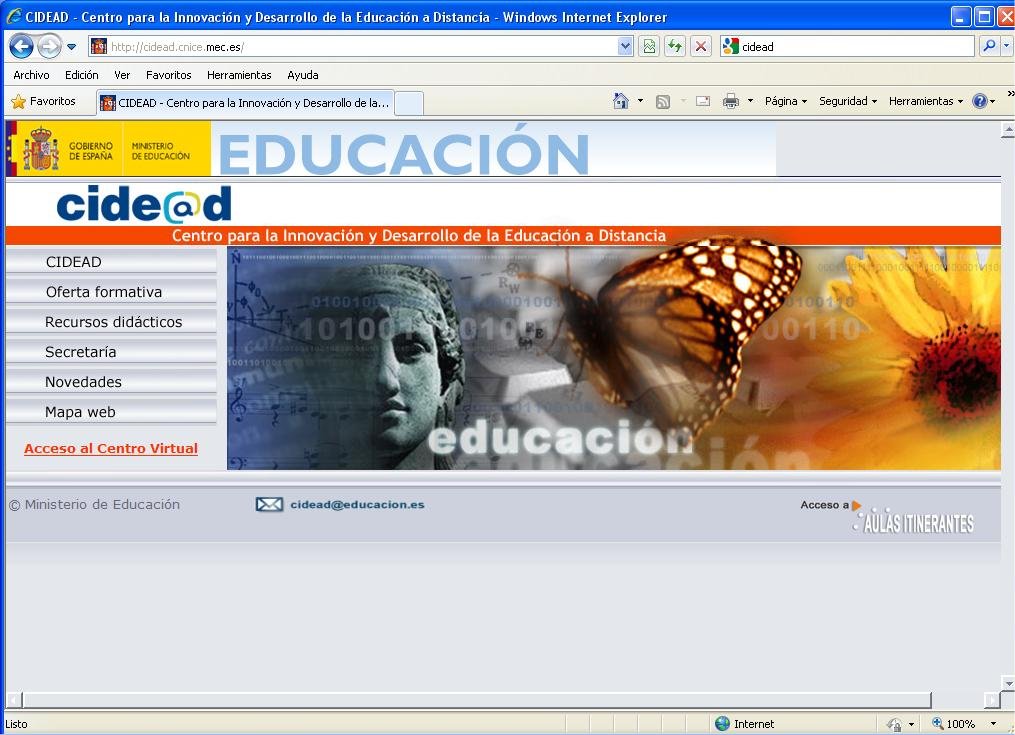 CIDEAD - Centro para la Innovación y Desarrollo de la Educación a Distancia - Windows Internet Explorer
http://cidead.cnice.mec.es/
cidead
Archivo Edición Ver Favoritos Herramientas Ayuda
Favoritos
CIDEAD - Centro para la Innovación y Desarrollo de la...
Página Seguridad Herramientas
GOBIERNO DE ESPAÑA
MINISTERIO DE EDUCACIÓN
EDUCACIÓN
cide@d
Centro para la Innovación y Desarrollo de la Educación a Distancia
CIDEAD
Oferta formativa
Recursos didácticos
Secretaría
Novedades
Mapa web
Acceso al Centro Virtual
educación
© Ministerio de Educación
cidead@educacion.es
Acceso a
AULAS ITINERANTES
Listo
Internet
100%